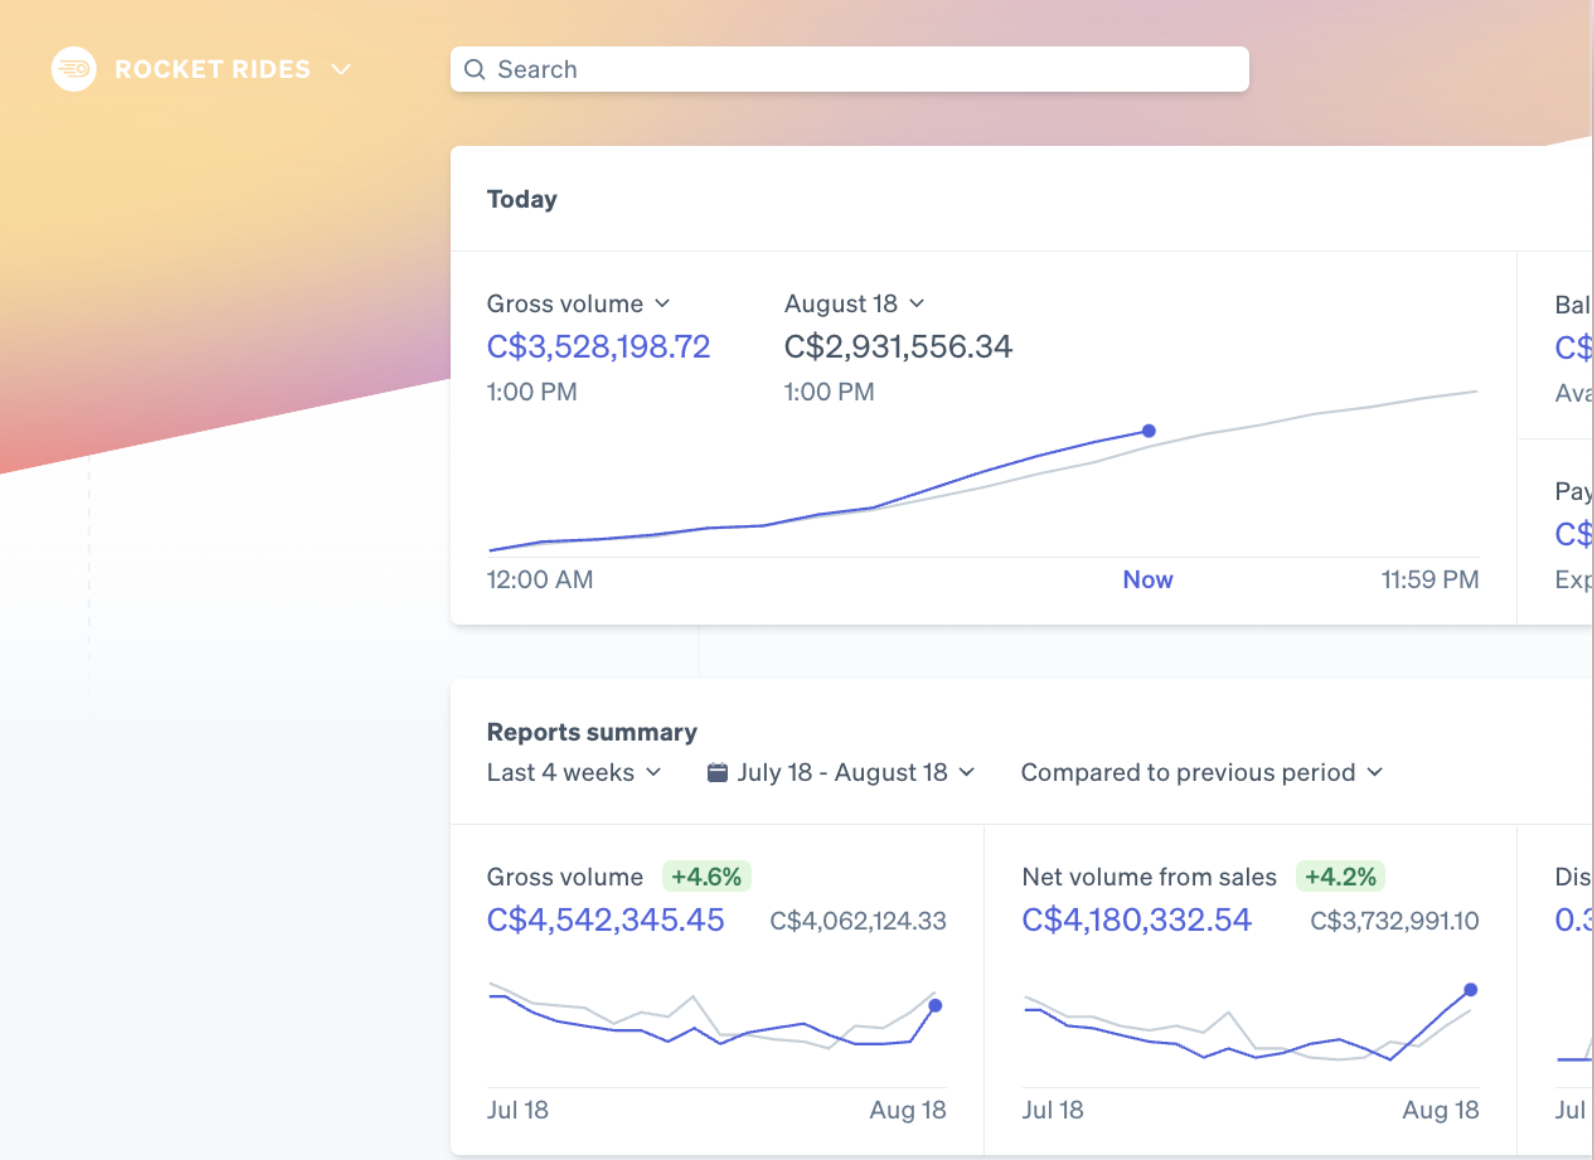 ROCKET RIDES
Search
Today
Gross volume
C$3,528,198.72
1:00 PM
August 18
C$2,931,556.34
1:00 PM
12:00 AM
Now
11:59 PM
Bal
C$
Ava
Pay
C$
Exp
Reports summary
Last 4 weeks
July 18 - August 18
Compared to previous period
Gross volume +4.6%
C$4,542,345.45 C$4,062,124.33
Jul 18 Aug 18
Net volume from sales +4.2%
C$4,180,332.54 C$3,732,991.10
Jul 18 Aug 18
Dis
0.3
Jul